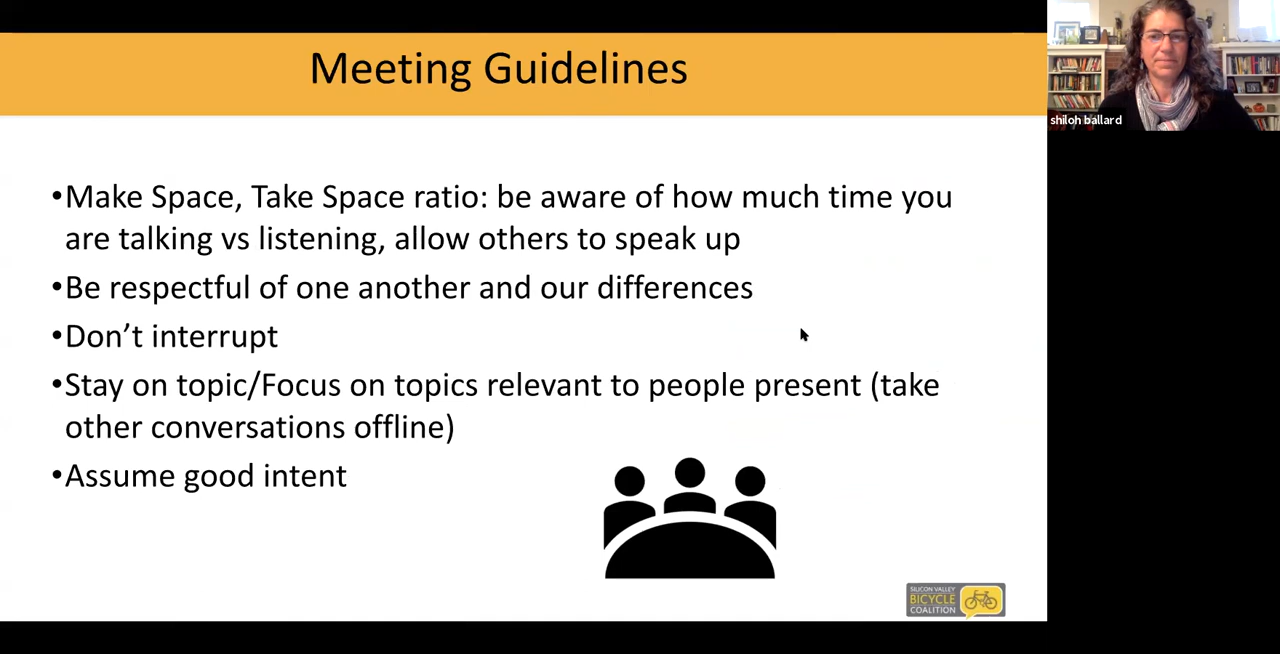 Meeting Guidelines
shiloh ballard
•Make Space, Take Space ratio: be aware of how much time you
are talking vs listening, allow others to speak up
•Be respectful of one another and our differences
•Don’t interrupt
•Stay on topic/Focus on topics relevant to people present (take
other conversations offline)
•Assume good intent
SILICON VALLEY
BICYCLE
COALITION